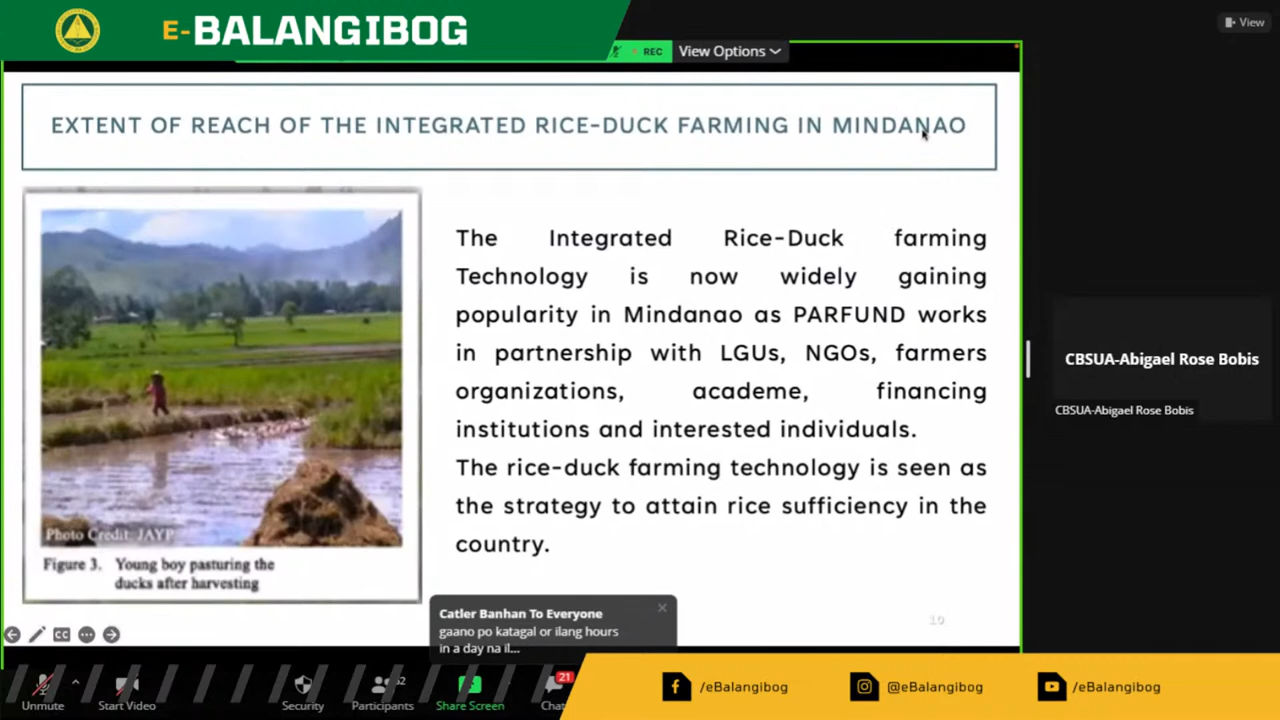 E-BALANGIBOG
View
REC
View Options
EXTENT OF REACH OF THE INTEGRATED RICE-DUCK FARMING IN MINDANAO
The Integrated Rice-Duck farming
Technology is now widely gaining
popularity in Mindanao as PARFUND works
in partnership with LGUs, NGOs, farmers
organizations, academe, financing
institutions and interested individuals.
The rice-duck farming technology is seen as
the strategy to attain rice sufficiency in the
country.
Photo Credit: JAYP
Figure 3. Young boy pasturing the
ducks after harvesting
CBSUA-Abigael Rose Bobis
CBSUA-Abigael Rose Bobis
Catler Banhan To Everyone
gaano po katagal or ilang hours
in a day na il...
10
CC
21
Unmute
Start Video
Security
Participants
Share Screen
Chat
/eBalangibog
@eBalangibog
/eBalangibog